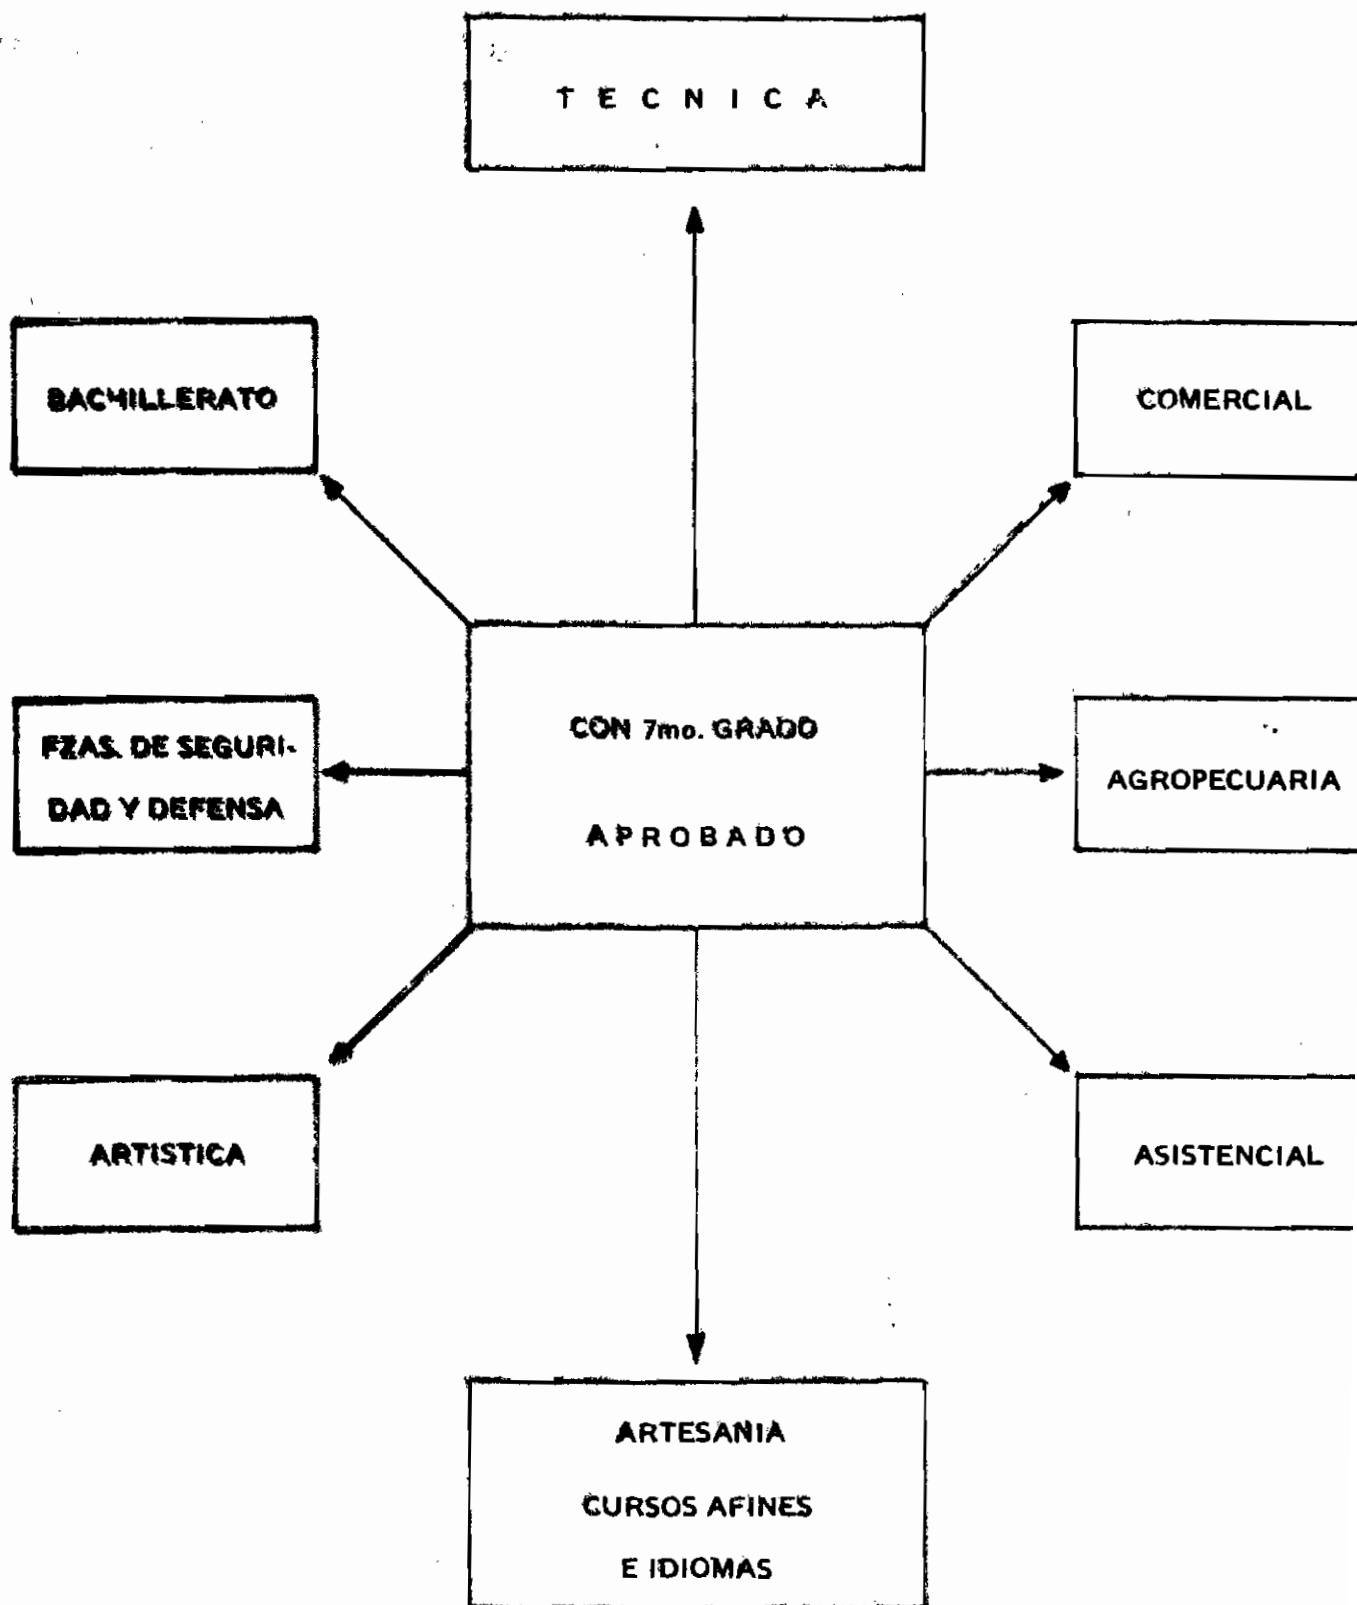 T E C N I C A
BACHILLERATO
COMERCIAL
FZAS. DE SEGURI-
DAD Y DEFENSA
CON 7mo. GRADO
A P R O B A D O
AGROPECUARIA
ARTISTICA
ASISTENCIAL
ARTESANIA
CURSOS AFINES
E IDIOMAS